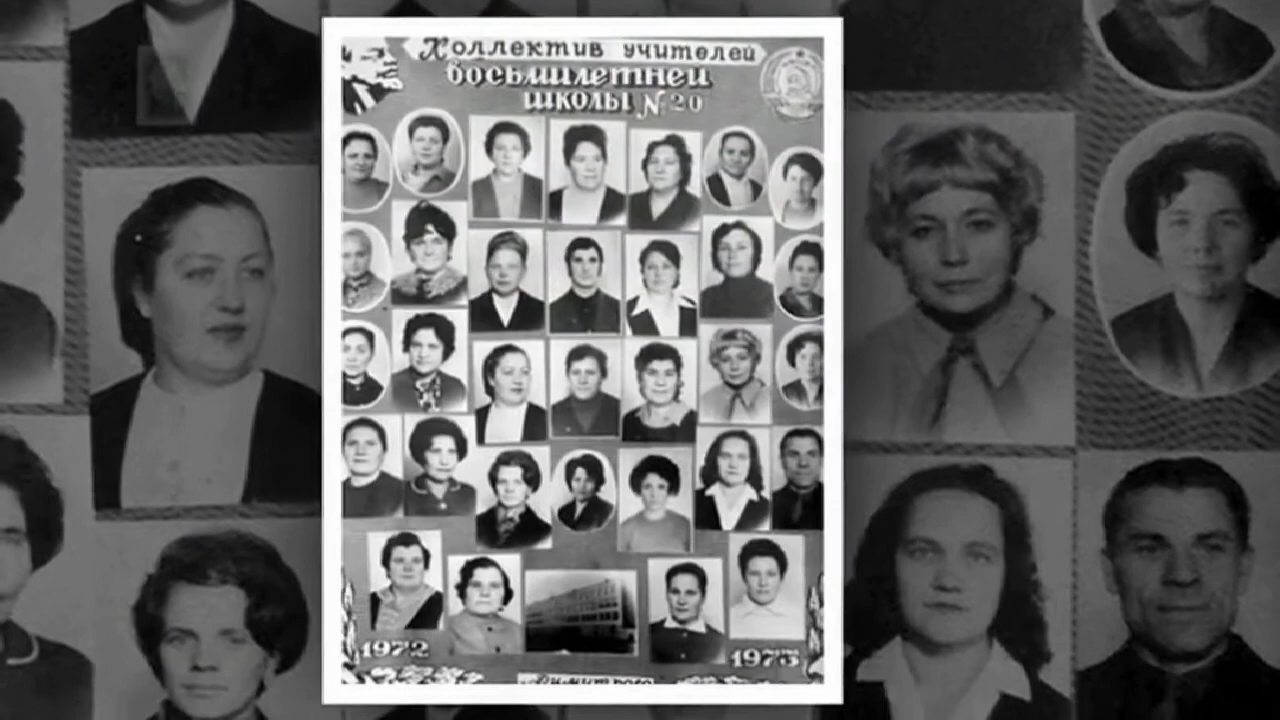 Коллектив учителей
восьмилетней
школы № 20
1972
1973